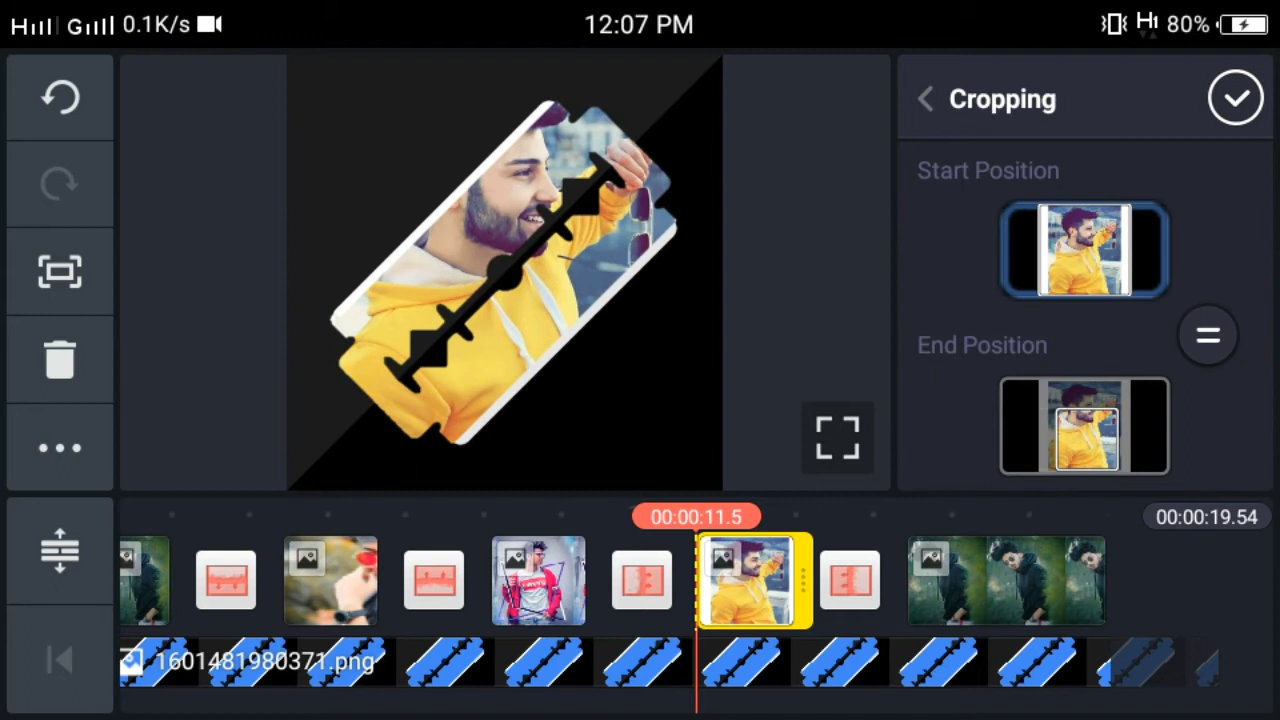 0.1K/s
12:07 PM
80%
Cropping
Start Position
End Position
00:00:11.5
00:00:19.54
1601481980371.png